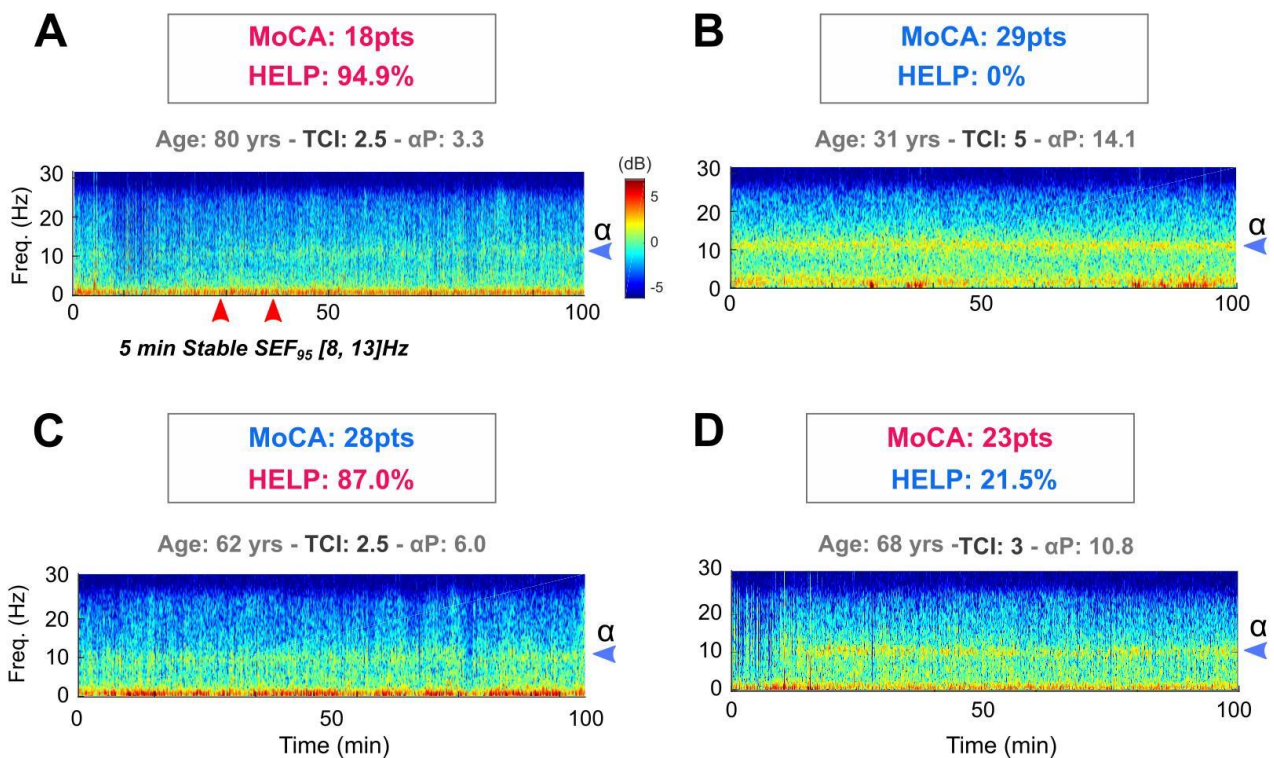 A
MoCA: 18pts
HELP: 94.9%
Age: 80 yrs - TCI: 2.5 - αP: 3.3
(dB)
5
0
-5
Freq. (Hz)
30
20
10
0
0
50
100
α
5 min Stable SEF95 [8, 13]Hz
B
MoCA: 29pts
HELP: 0%
Age: 31 yrs - TCI: 5 - αP: 14.1
30
20
10
0
0
50
100
α
C
MoCA: 28pts
HELP: 87.0%
Age: 62 yrs - TCI: 2.5 - αP: 6.0
Freq. (Hz)
30
20
10
0
0
50
100
α
Time (min)
D
MoCA: 23pts
HELP: 21.5%
Age: 68 yrs -TCI: 3 - αP: 10.8
30
20
10
0
0
50
100
α
Time (min)